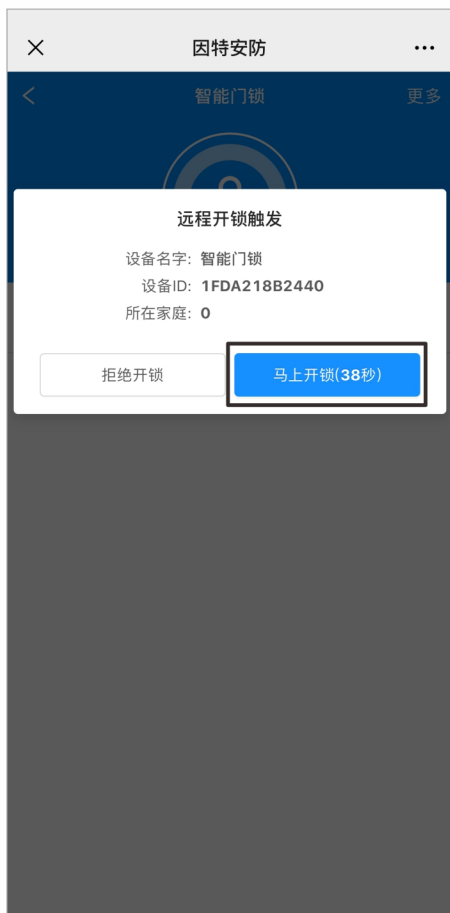 因特安防
智能门锁
更多
远程开锁触发
设备名字: 智能门锁
设备ID: 1FDA218B2440
所在家庭: 0
拒绝开锁
马上开锁(38秒)